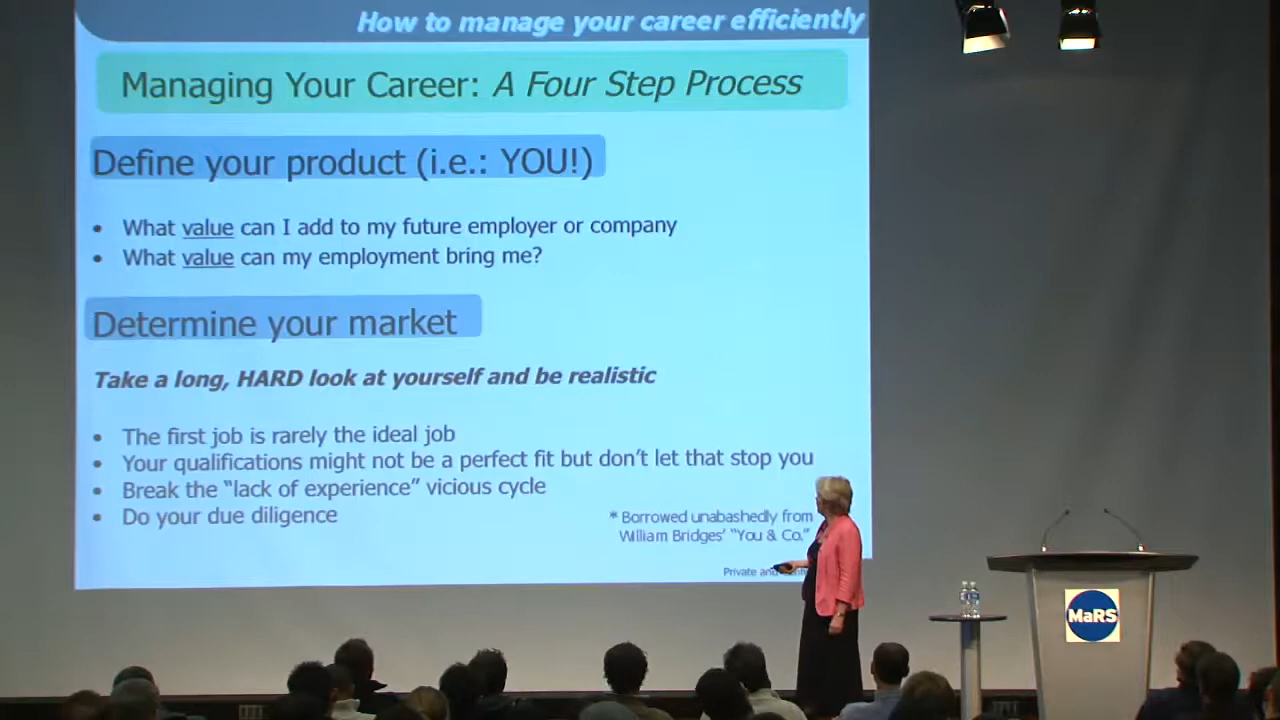 How to manage your career efficiently
Managing Your Career: A Four Step Process
Define your product (i.e.: YOU!)
• What value can I add to my future employer or company
• What value can my employment bring me?
Determine your market
Take a long, HARD look at yourself and be realistic
• The first job is rarely the ideal job
• Your qualifications might not be a perfect fit but don't let that stop you
• Break the “lack of experience” vicious cycle
• Do your due diligence
* Borrowed unabashedly from
William Bridges' “You & Co.”
Private and
MaRS